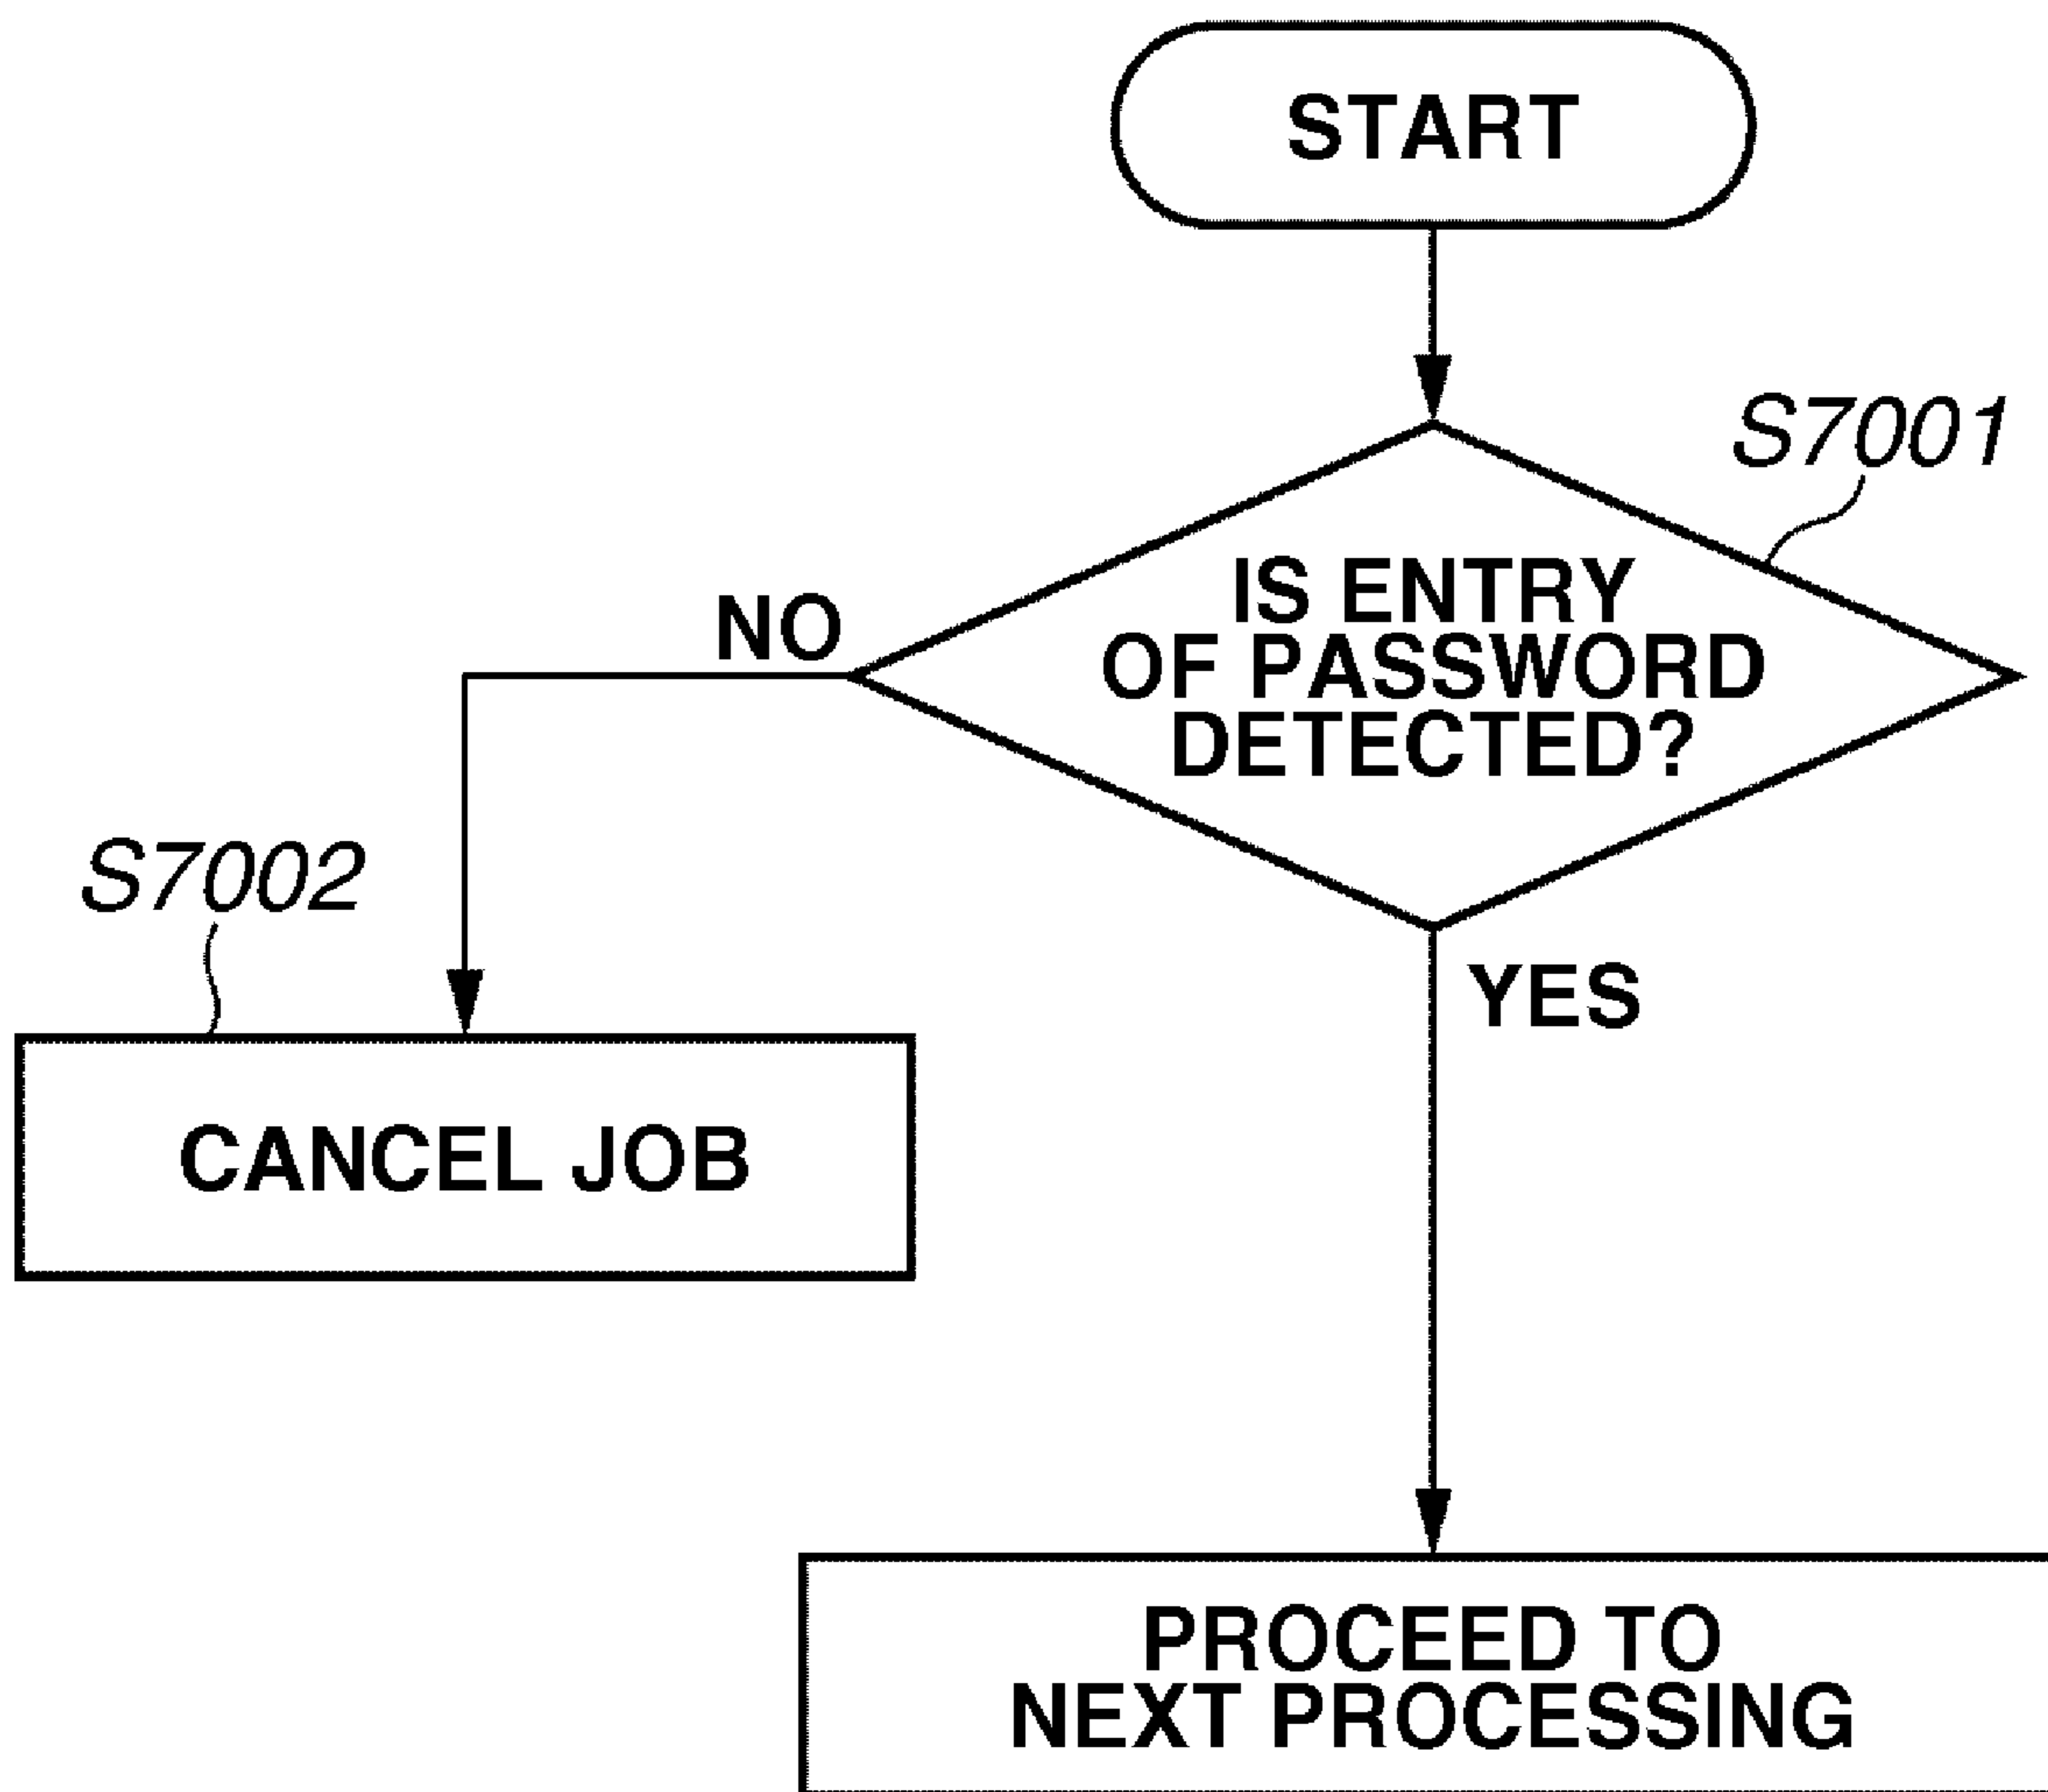 START
S7001
IS ENTRY
OF PASSWORD
DETECTED?
NO
S7002
YES
CANCEL JOB
PROCEED TO
NEXT PROCESSING